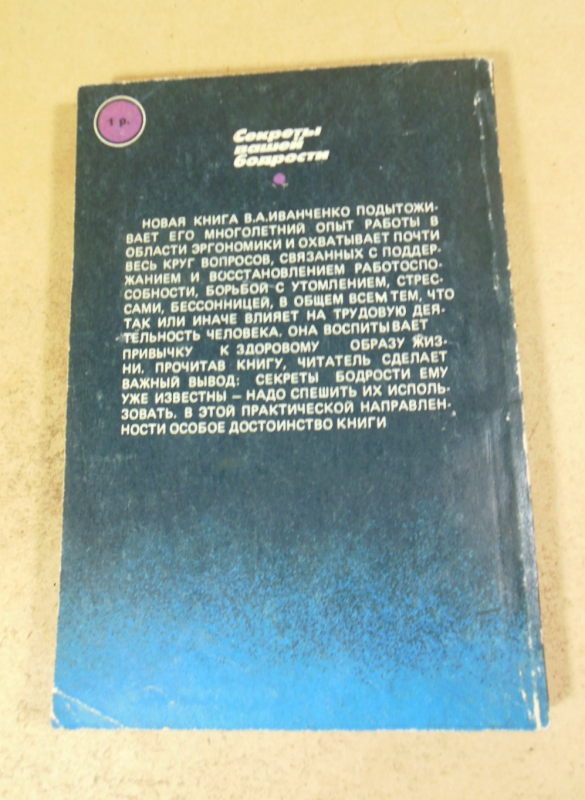 1 р.
Секреты
вашей
бодрости
НОВАЯ КНИГА В.А.ИВАНЧЕНКО ПОДЫТОЖИ-
ВАЕТ ЕГО МНОГОЛЕТНИЙ ОПЫТ РАБОТЫ В
ОБЛАСТИ ЭРГОНОМИКИ И ОХВАТЫВАЕТ ПОЧТИ
ВЕСЬ КРУГ ВОПРОСОВ, СВЯЗАННЫХ С ПОДДЕР-
ЖАНИЕМ И ВОССТАНОВЛЕНИЕМ РАБОТОСПО-
СОБНОСТИ, БОРЬБОЙ С УТОМЛЕНИЕМ, СТРЕС-
САМИ, БЕССОННИЦЕЙ, В ОБЩЕМ ВСЕМ ТЕМ, ЧТО
ТАК ИЛИ ИНАЧЕ ВЛИЯЕТ НА ТРУДОВУЮ ДЕЯ-
ТЕЛЬНОСТЬ ЧЕЛОВЕКА. ОНА ВОСПИТЫВАЕТ
ПРИВЫЧКУ К ЗДОРОВОМУ ОБРАЗУ ЖИЗ-
НИ. ПРОЧИТАВ КНИГУ, ЧИТАТЕЛЬ СДЕЛАЕТ
ВАЖНЫЙ ВЫВОД: СЕКРЕТЫ БОДРОСТИ ЕМУ
УЖЕ ИЗВЕСТНЫ — НАДО СПЕШИТЬ ИХ ИСПОЛЬ-
ЗОВАТЬ. В ЭТОЙ ПРАКТИЧЕСКОЙ НАПРАВЛЕН-
НОСТИ ОСОБОЕ ДОСТОИНСТВО КНИГИ